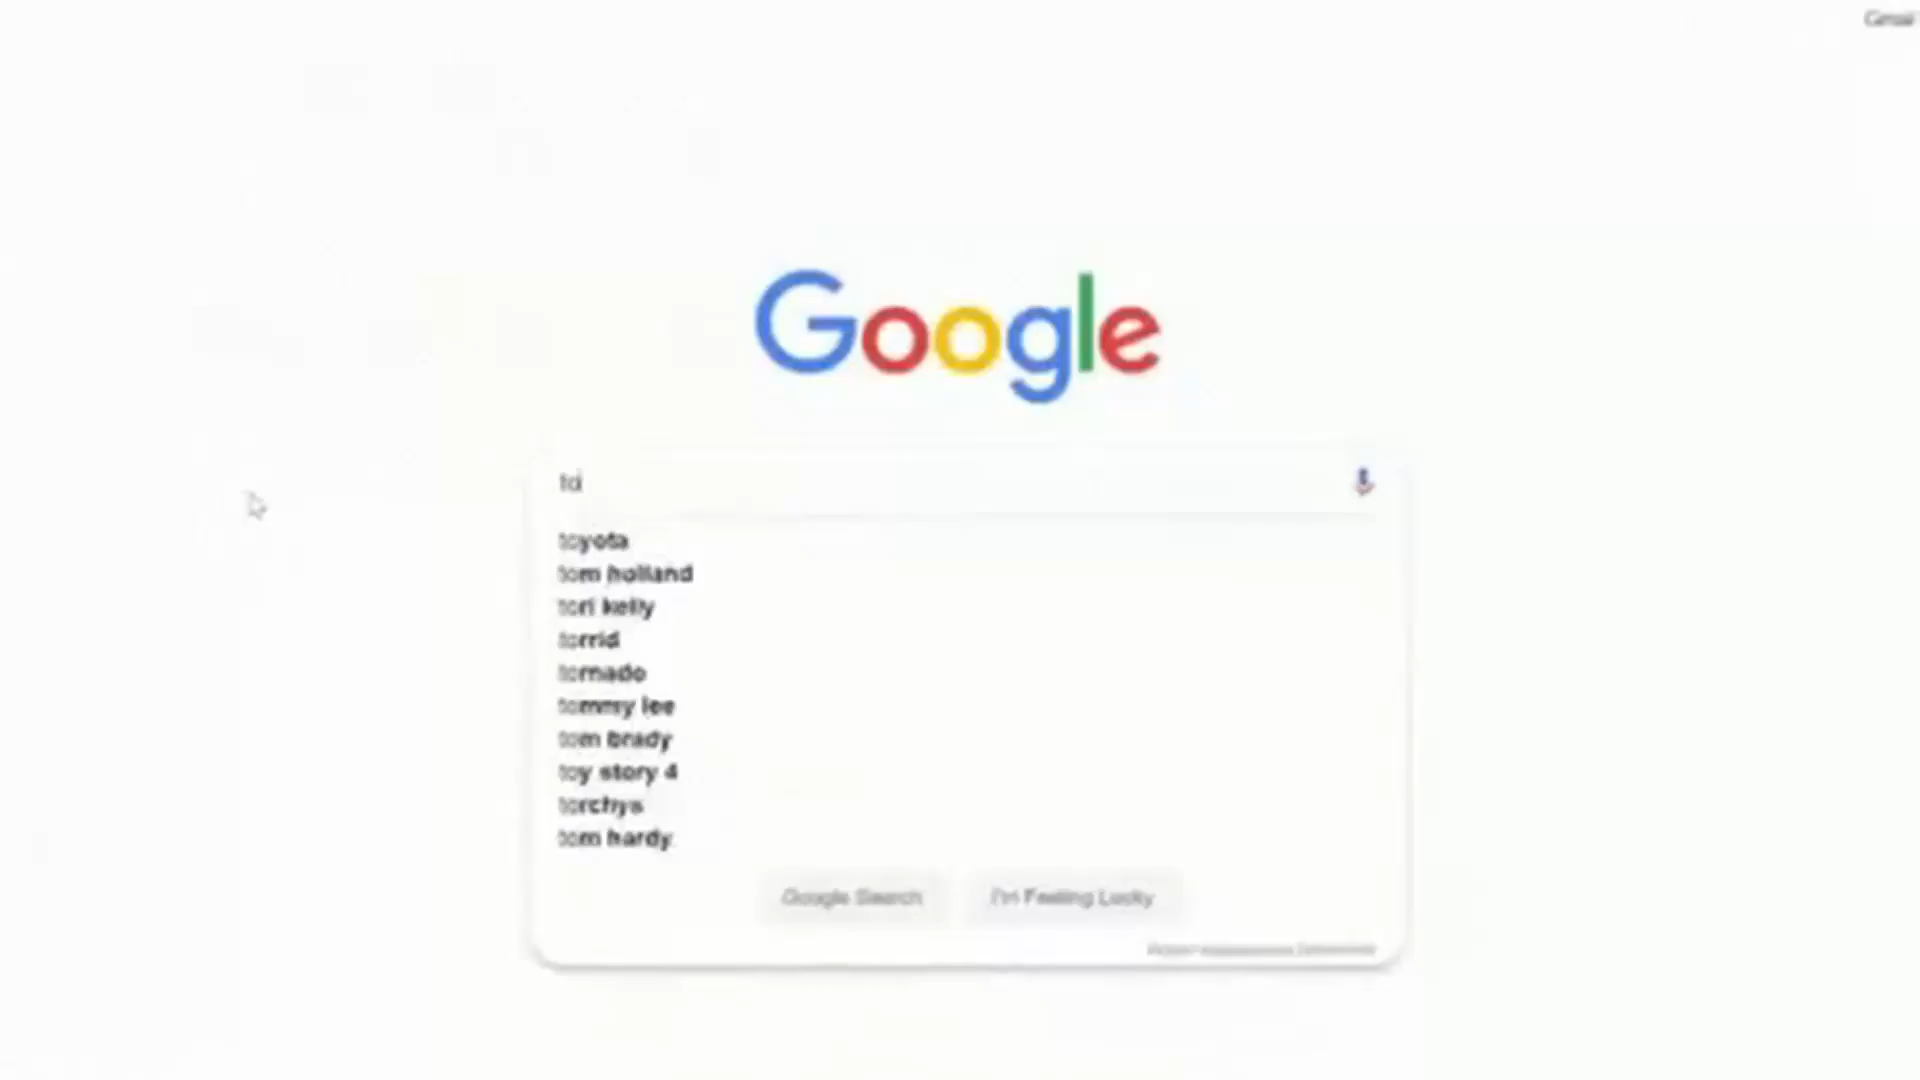 Gmail
Google
to
toyota
tom holland
tori kelly
torrid
tornado
tommy lee
tom brady
toy story 4
torchys
tom hardy
Google Search
I'm Feeling Lucky